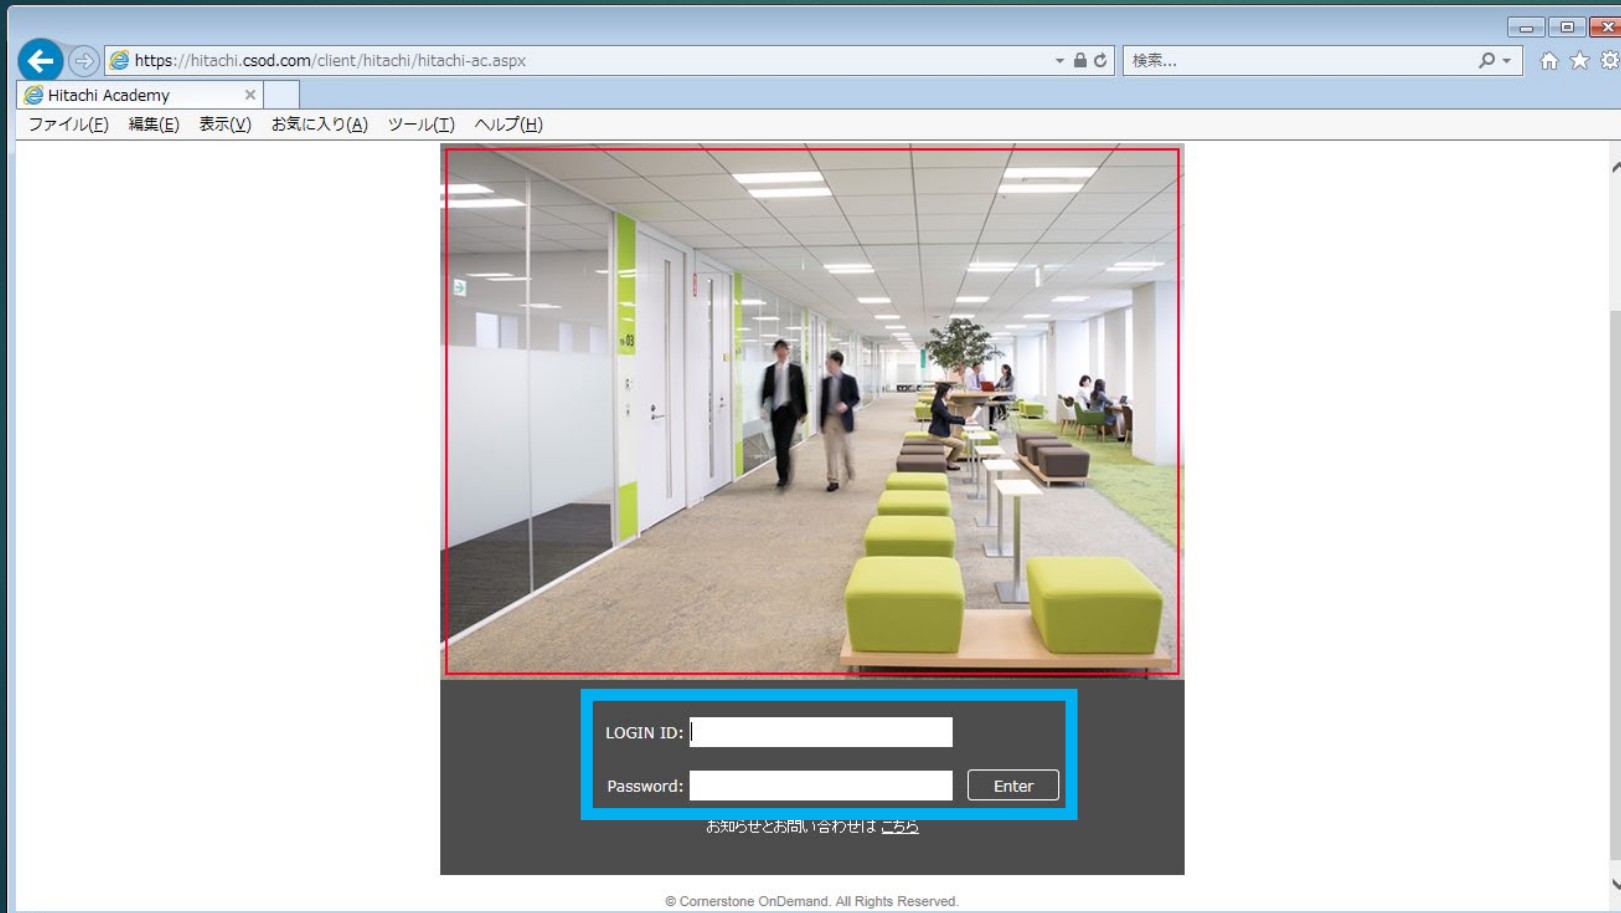 https://hitachi.csod.com/client/hitachi/hitachi-ac.aspx
検索...
Hitachi Academy
ファイル(F) 編集(E) 表示(V) お気に入り(A) ツール(T) ヘルプ(H)
03
LOGIN ID:
Password:
Enter
お知らせとお問い合わせは こちら
© Cornerstone OnDemand. All Rights Reserved.